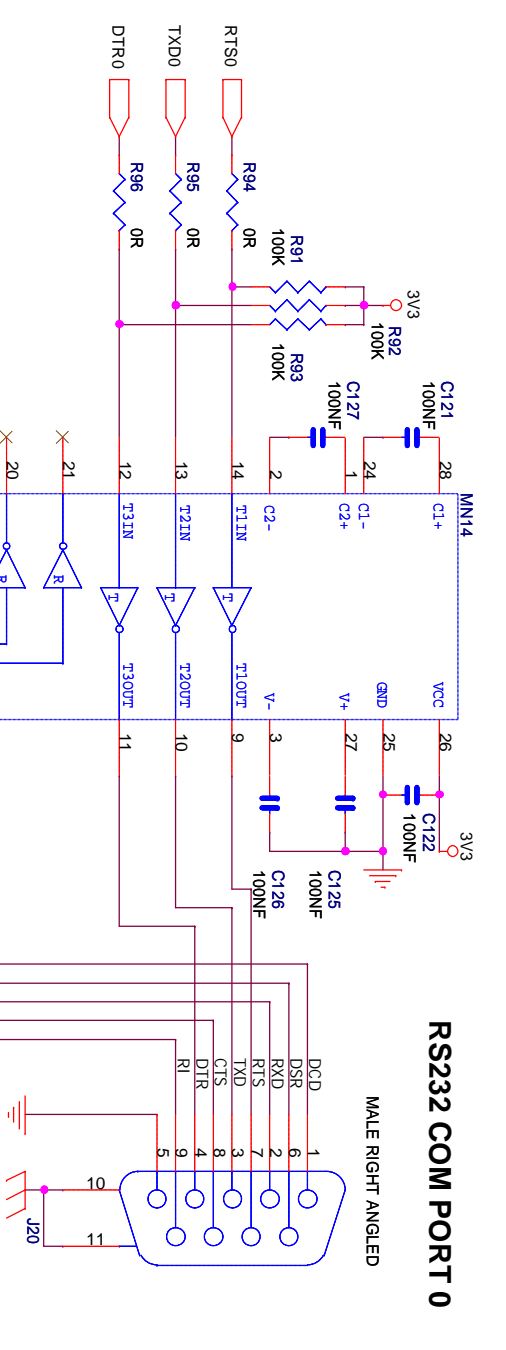 RS232 COM PORT 0
MALE RIGHT ANGLED
3V3
3V3
MN14
C121
100NF
C127
100NF
28
24
1
2
C1+
C1-
C2+
C2-
VCC
GND
V+
V-
26
25
27
3
C122
100NF
C125
100NF
C126
100NF
R91
100K
R92
100K
R93
100K
RTS0
R94
0R
14
T1IN
T
T1OUT
9
TXD0
R95
0R
13
T2IN
T
T2OUT
10
DTR0
R96
0R
12
T3IN
T
T3OUT
11
21
R
20
R
DCD
1
DSR
6
RXD
2
RTS
7
TXD
3
CTS
8
DTR
4
RI
9
5
10
11
J20